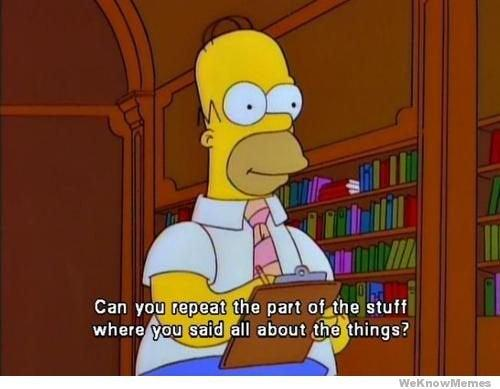 Can you repeat the part of the stuff
where you said all about the things?
WeKnowMemes